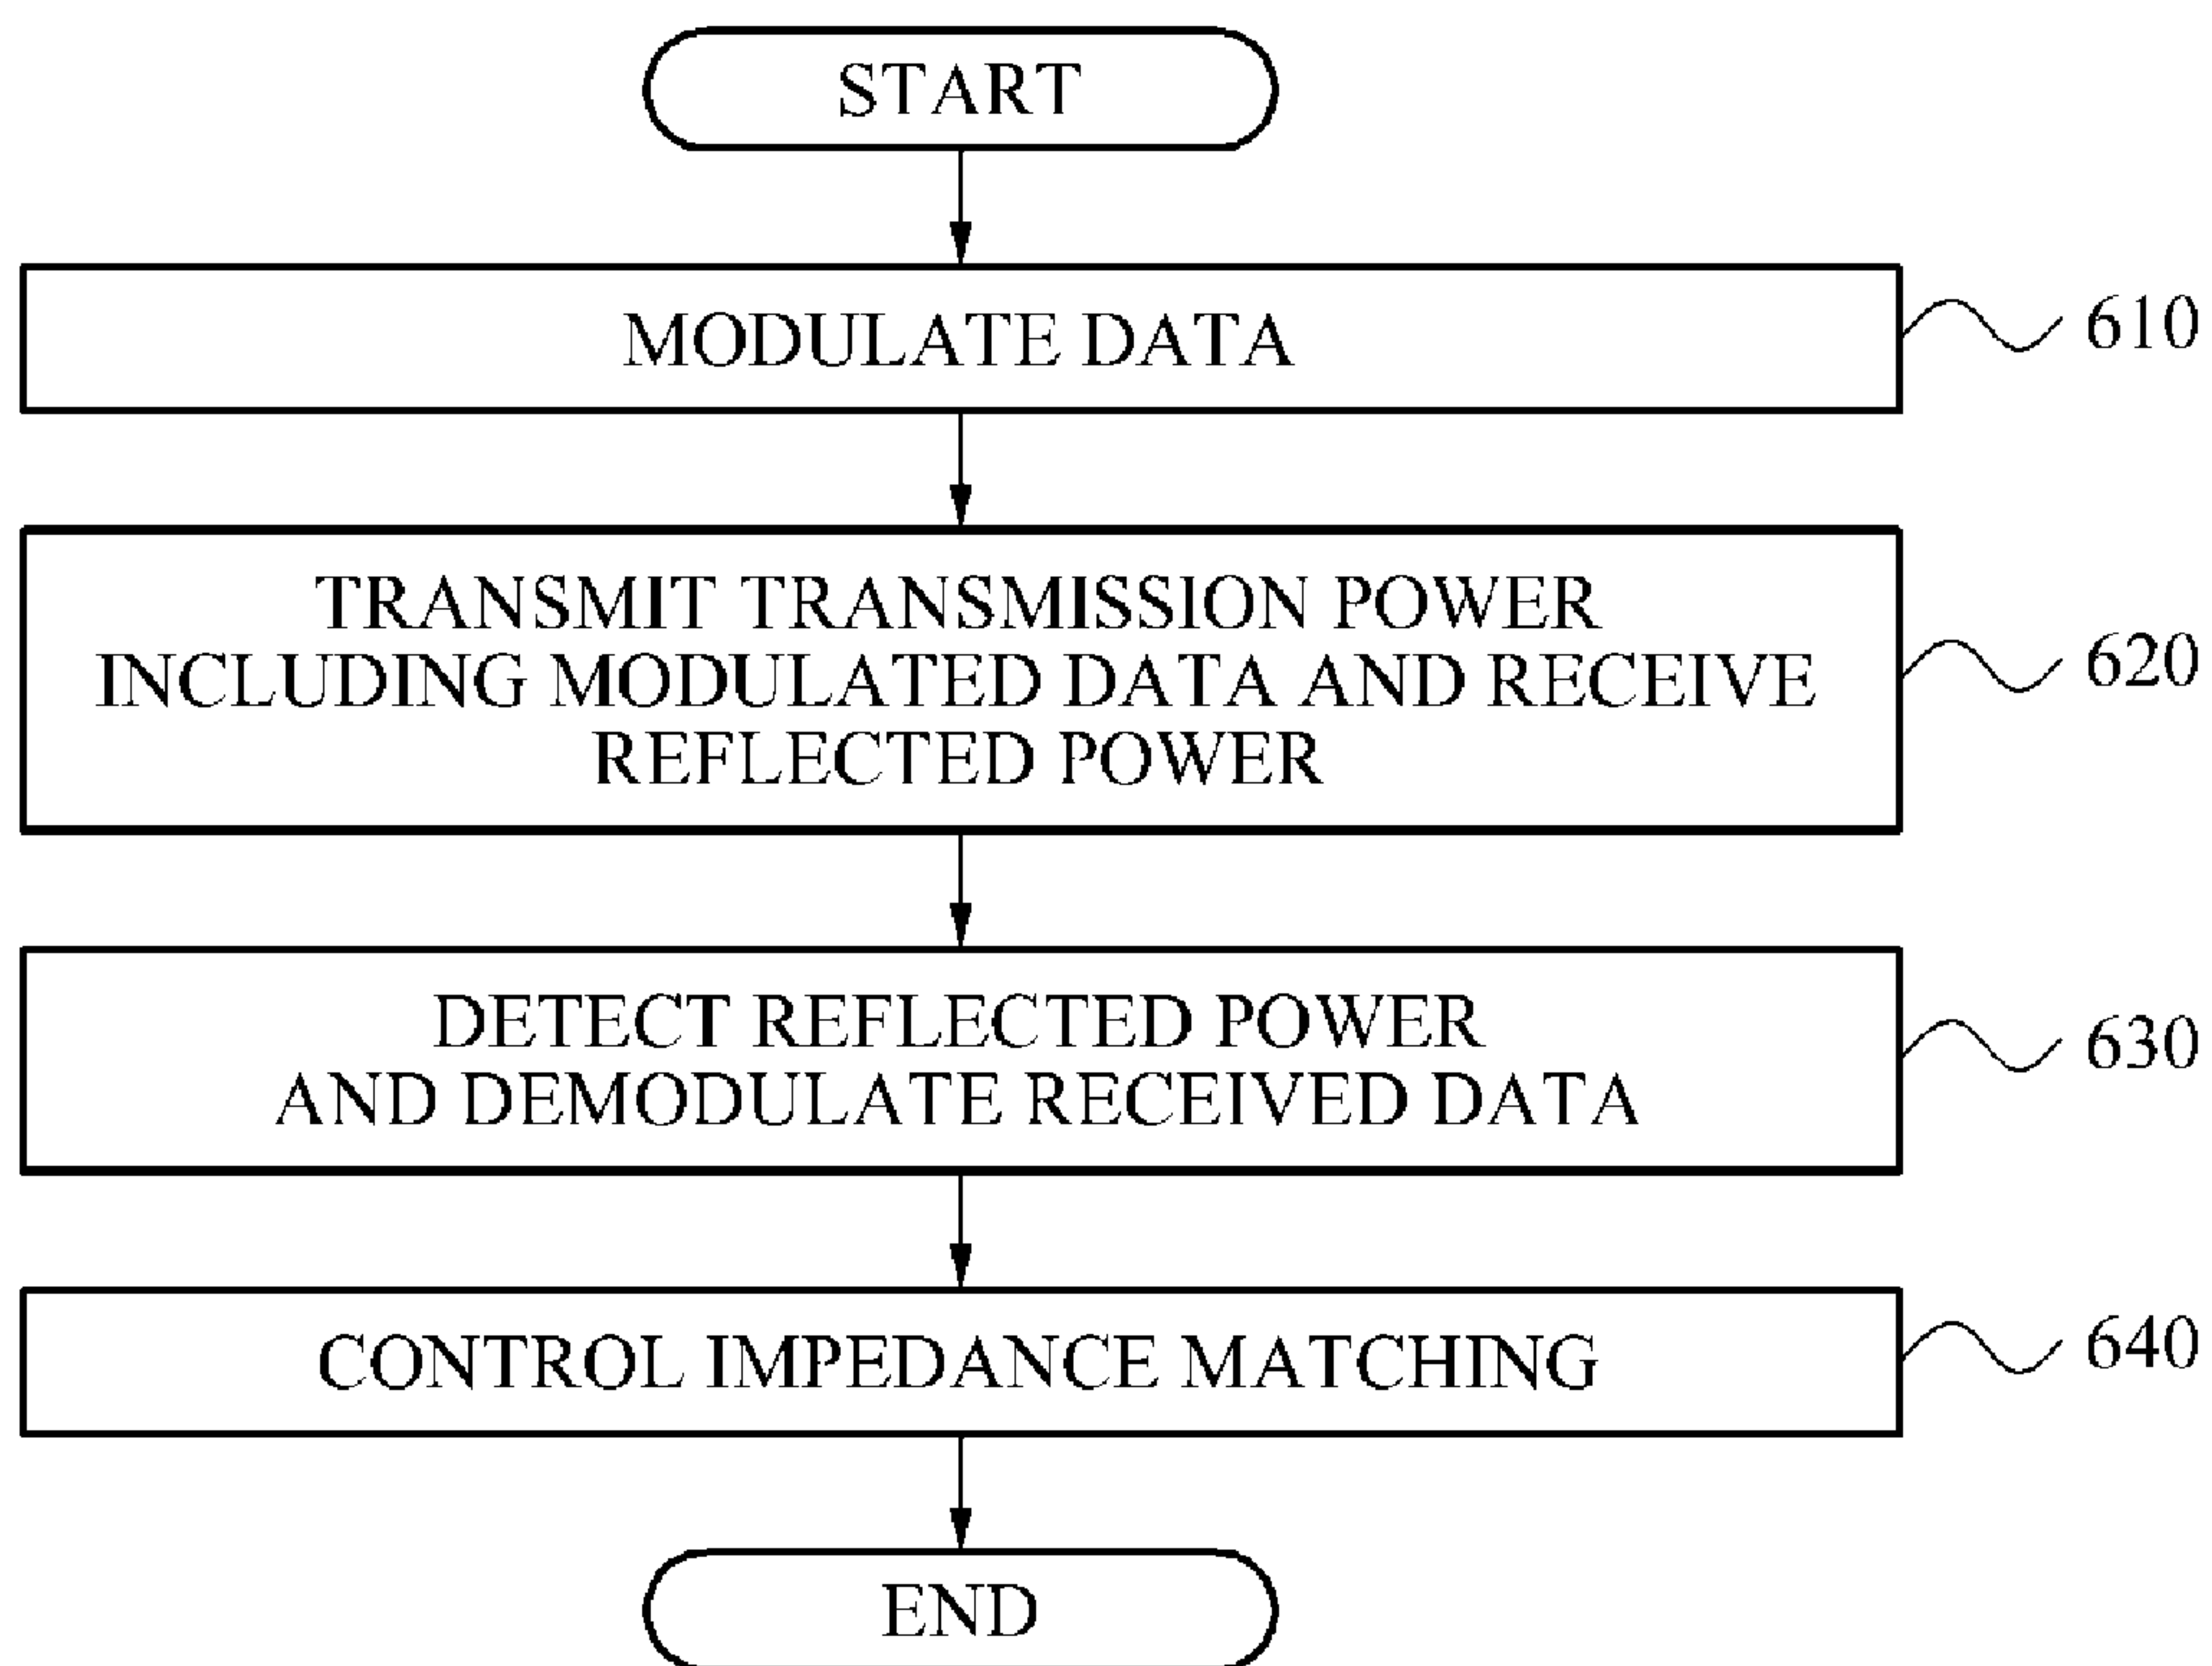 START
MODULATE DATA
610
TRANSMIT TRANSMISSION POWER
INCLUDING MODULATED DATA AND RECEIVE
REFLECTED POWER
620
DETECT REFLECTED POWER
AND DEMODULATE RECEIVED DATA
630
CONTROL IMPEDANCE MATCHING
640
END